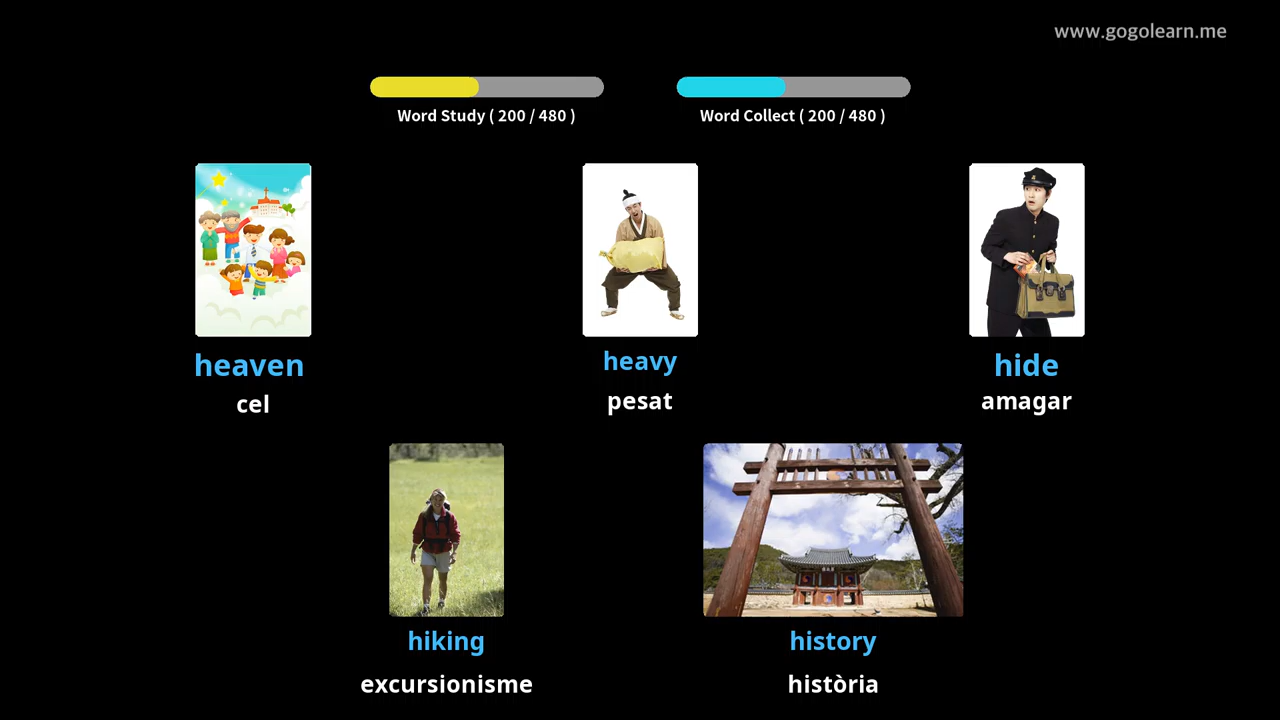 www.gogolearn.me
Word Study ( 200 / 480 )
Word Collect ( 200 / 480 )
heaven
cel
heavy
pesat
hide
amagar
hiking
excursionisme
history
història